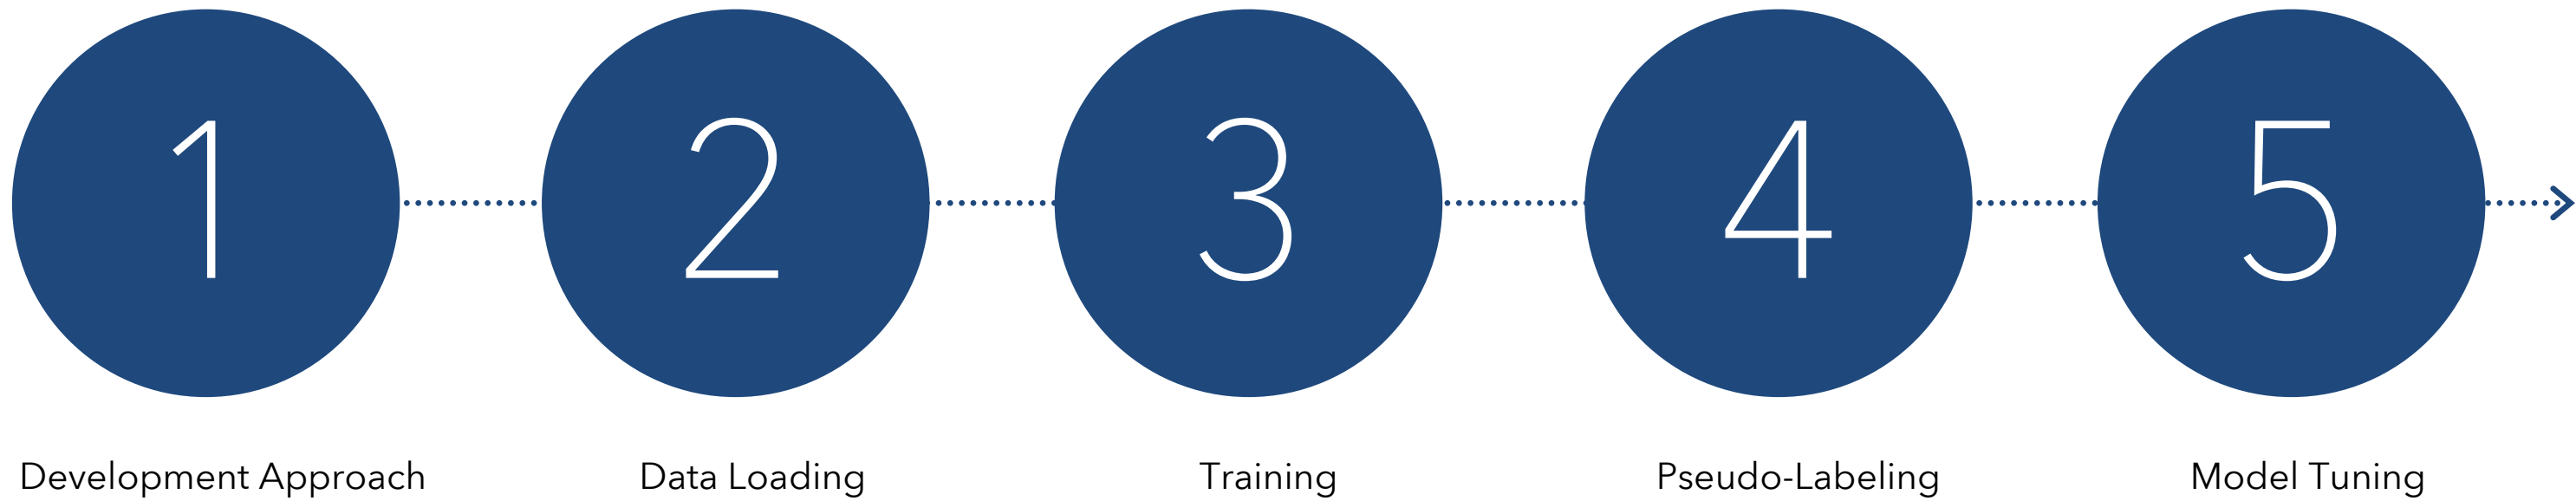 1
2
3
4
5
Development Approach
Data Loading
Training
Pseudo-Labeling
Model Tuning